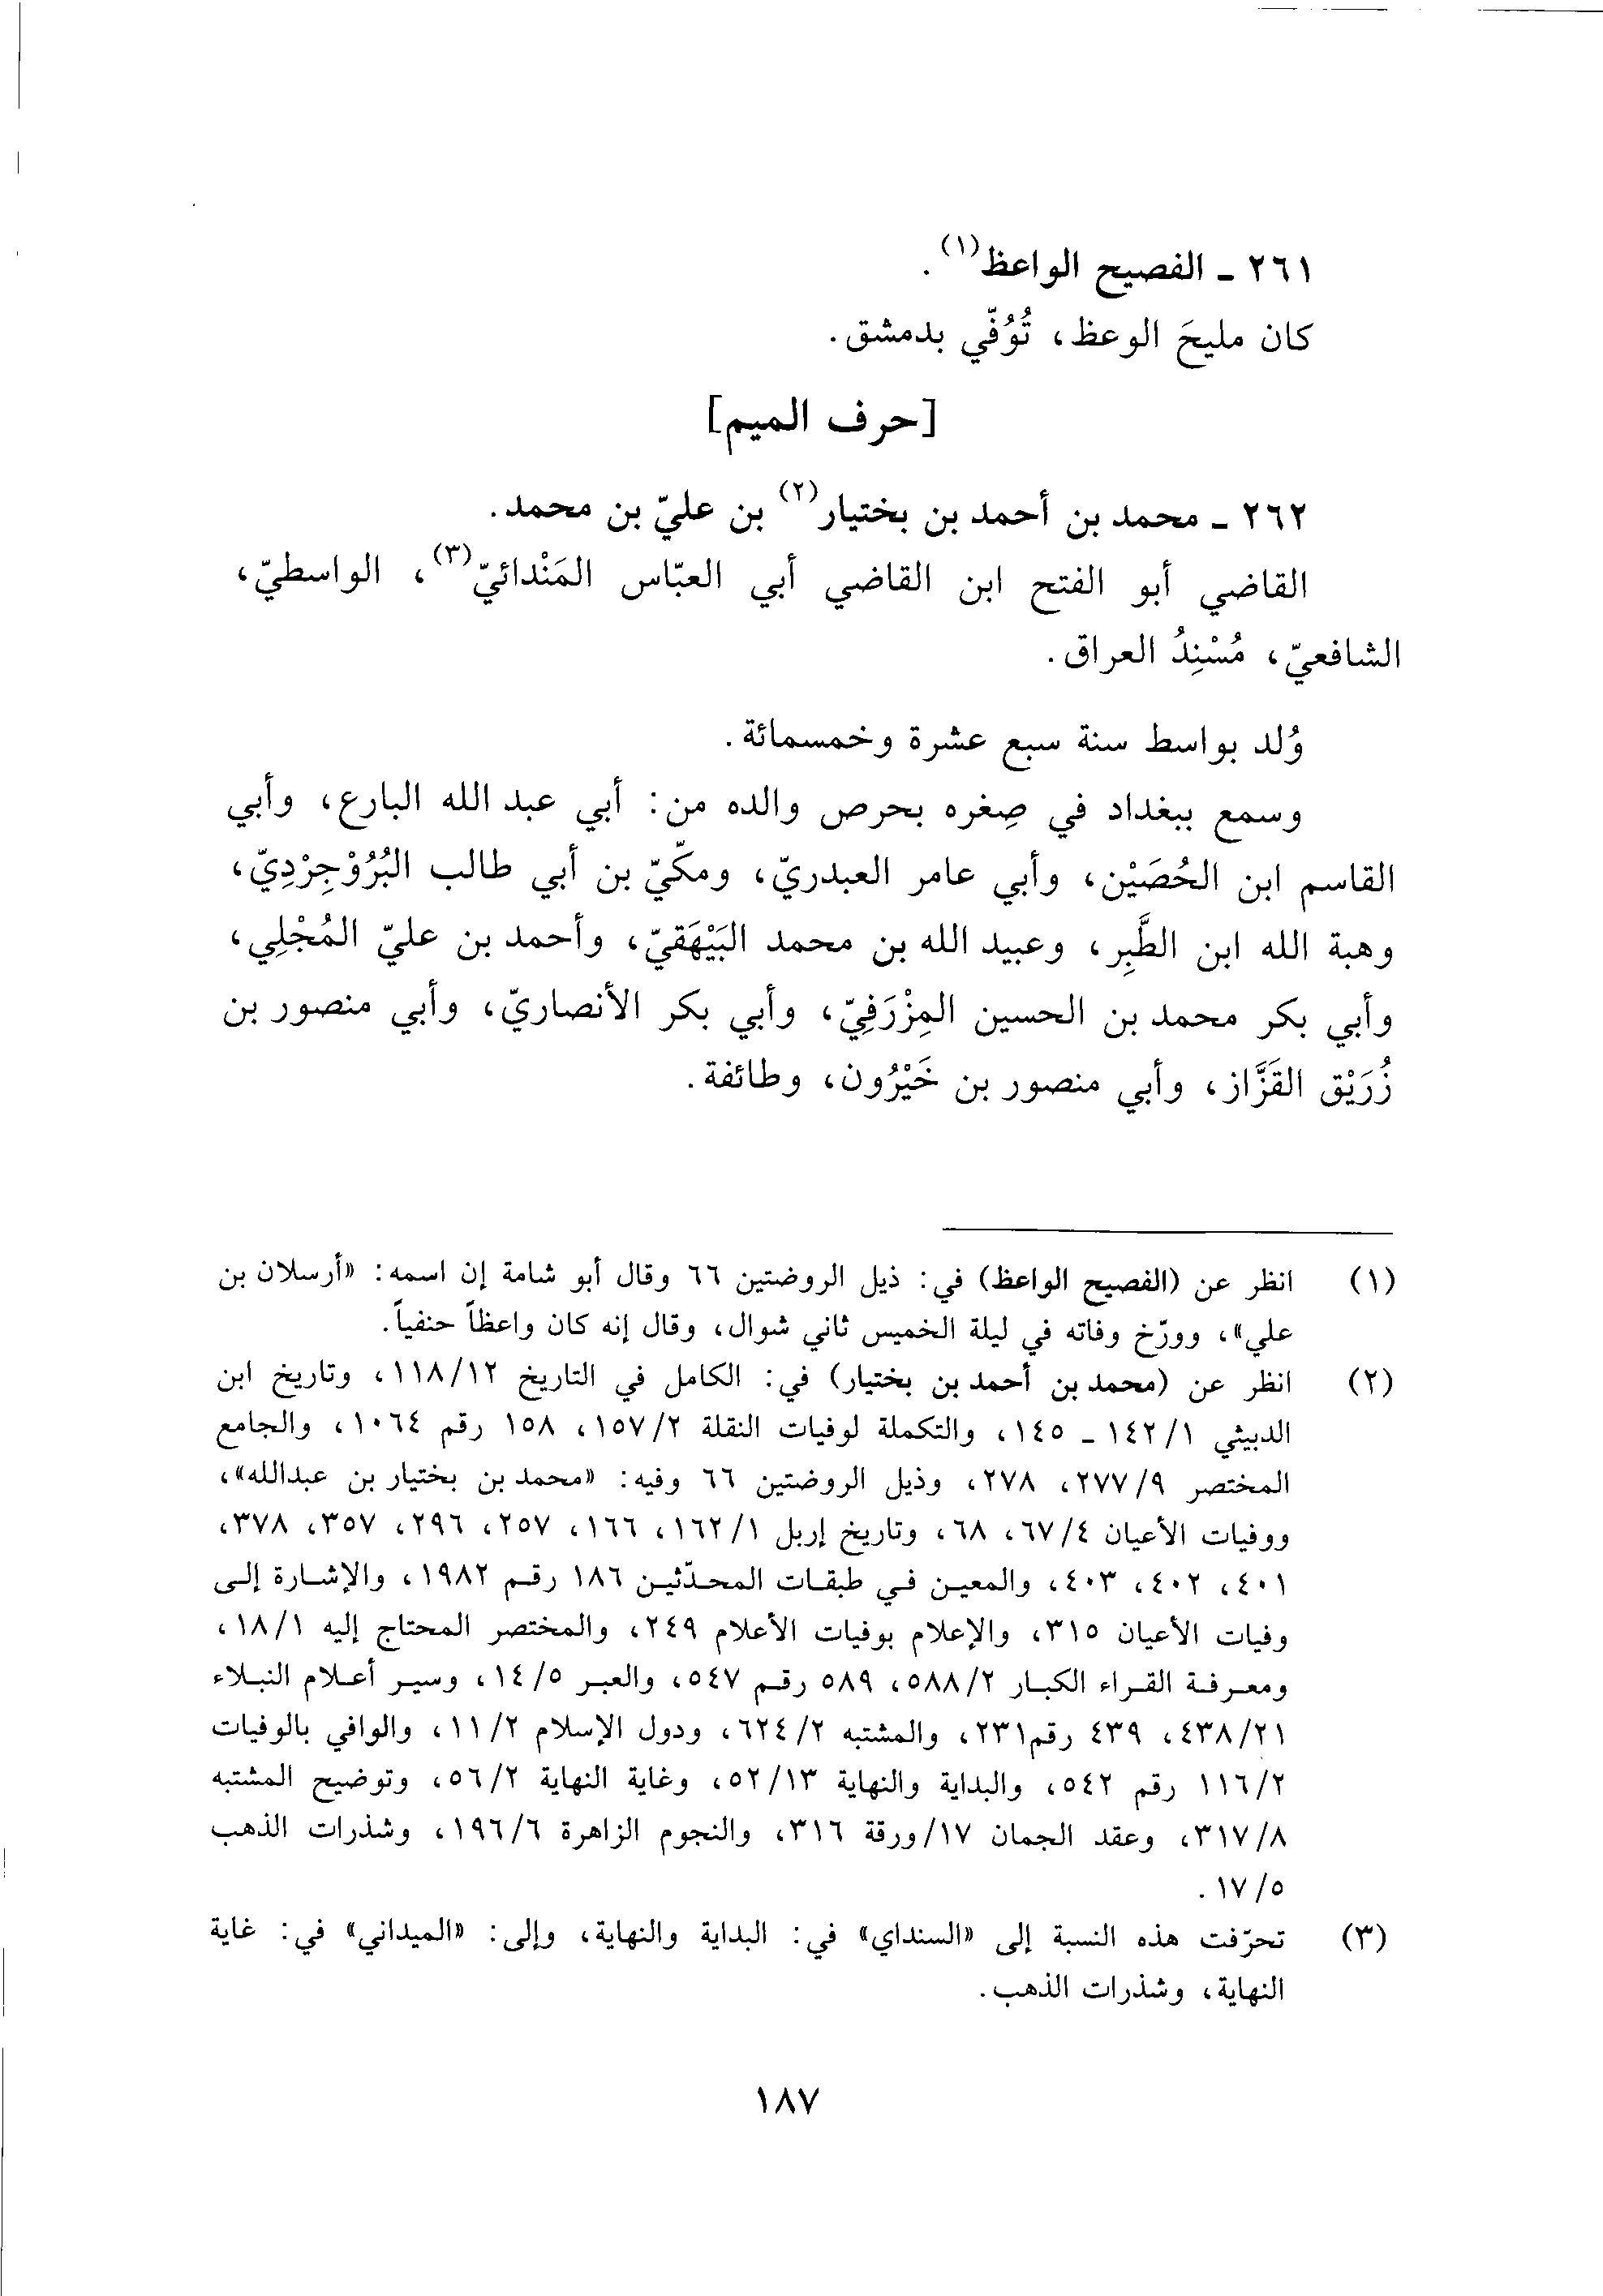 ٢٦١ - الفصيح الواعظ(١).
كان مليحَ الوعظ، تُوُفّي بدمشق.
[حرف الميم]
٢٦٢ - محمد بن أحمد بن بختيار(٢) بن عليّ بن محمد.
القاضي أبو الفتح ابن القاضي أبي العبّاس المَنْدائيّ(٣)، الواسطيّ،
الشافعيّ، مُسْنِدُ العراق.
وُلد بواسط سنة سبع عشرة وخمسمائة.
وسمع ببغداد في صِغره بحرص والده من: أبي عبد الله البارع، وأبي
القاسم ابن الحُصَيْن، وأبي عامر العبدريّ، ومكّيّ بن أبي طالب البُرُوْجِرْدِيّ،
وهبة الله ابن الطَّبِر، وعبيد الله بن محمد البَيْهَقيّ، وأحمد بن عليّ المُجْلِي،
وأبي بكر محمد بن الحسين المِزْرَفِيّ، وأبي بكر الأنصاريّ، وأبي منصور بن
زُرَيْق القَزَّاز، وأبي منصور بن خَيْرُون، وطائفة.
(١) انظر عن (الفصيح الواعظ) في: ذيل الروضتين ٦٦ وقال أبو شامة إن اسمه: «أرسلان بن
علي»، وورّخ وفاته في ليلة الخميس ثاني شوال، وقال إنه كان واعظاً حنفياً.
(٢) انظر عن (محمد بن أحمد بن بختيار) في: الكامل في التاريخ ١١٨/١٢، وتاريخ ابن
الدبيثي ١٤٢/١ - ١٤٥، والتكملة لوفيات النقلة ١٥٧/٢، ١٥٨ رقم ١٠٦٤، والجامع
المختصر ٢٧٧/٩، ٢٧٨، وذيل الروضتين ٦٦ وفيه: «محمد بن بختيار بن عبدالله»،
ووفيات الأعيان ٦٧/٤، ٦٨، وتاريخ إربل ١٦٢/١، ١٦٦، ٢٥٧، ٢٩٦، ٣٥٧، ٣٧٨،
٤٠١، ٤٠٢، ٤٠٣، والمعين في طبقات المحدّثين ١٨٦ رقم ١٩٨٢، والإشارة إلى
وفيات الأعيان ٣١٥، والإعلام بوفيات الأعلام ٢٤٩، والمختصر المحتاج إليه ١٨/١،
ومعرفة القراء الكبار ٥٨٨/٢، ٥٨٩ رقم ٥٤٧، والعبر ١٤/٥، وسير أعلام النبلاء
٤٣٨/٢١، ٤٣٩ رقم٢٣١، والمشتبه ٦٢٤/٢، ودول الإسلام ١١/٢، والوافي بالوفيات
١١٦/٢ رقم ٥٤٢، والبداية والنهاية ٥٢/١٣، وغاية النهاية ٥٦/٢، وتوضيح المشتبه
٣١٧/٨، وعقد الجمان ١٧/ورقة ٣١٦، والنجوم الزاهرة ١٩٦/٦، وشذرات الذهب
١٧/٥.
(٣) تحرّفت هذه النسبة إلى «السنداي» في: البداية والنهاية، وإلى: «الميداني» في: غاية
النهاية، وشذرات الذهب.
١٨٧